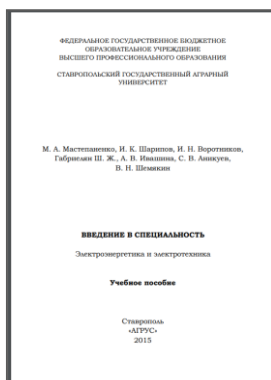 ФЕДЕРАЛЬНОЕ ГОСУДАРСТВЕННОЕ БЮДЖЕТНОЕ
ОБРАЗОВАТЕЛЬНОЕ УЧРЕЖДЕНИЕ
ВЫСШЕГО ПРОФЕССИОНАЛЬНОГО ОБРАЗОВАНИЯ
СТАВРОПОЛЬСКИЙ ГОСУДАРСТВЕННЫЙ АГРАРНЫЙ
УНИВЕРСИТЕТ
М. А. Мастепаненко, И. К. Шарипов, И. Н. Воротников,
Габриелян Ш. Ж., А. В. Ивашина, С. В. Аникуев,
В. Н. Шемякин
ВВЕДЕНИЕ В СПЕЦИАЛЬНОСТЬ
Электроэнергетика и электротехника
Учебное пособие
Ставрополь
«АГРУС»
2015